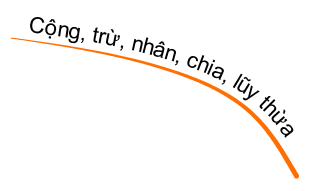 Cộng, trừ, nhân, chia, lũy thừa